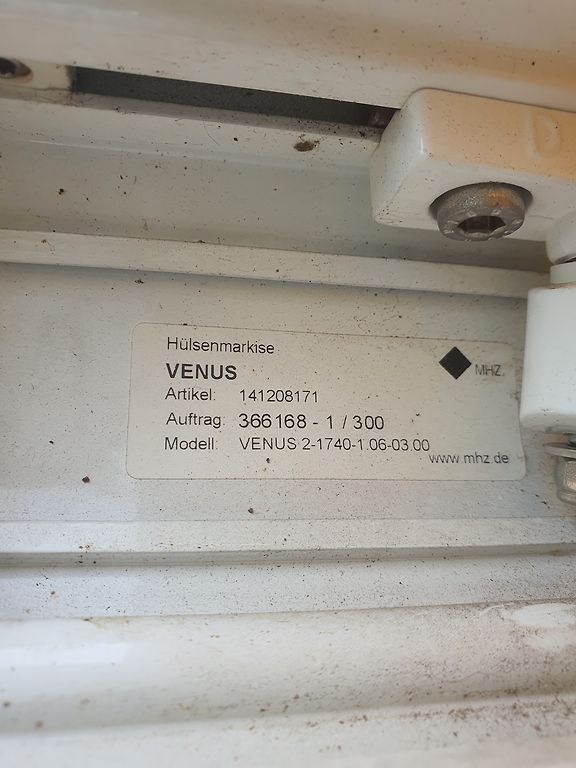 Hülsenmarkise
VENUS
MHZ
Artikel: 141208171
Auftrag: 366168 - 1 / 300
Modell: VENUS 2-1740-1.06-03.00
www.mhz.de